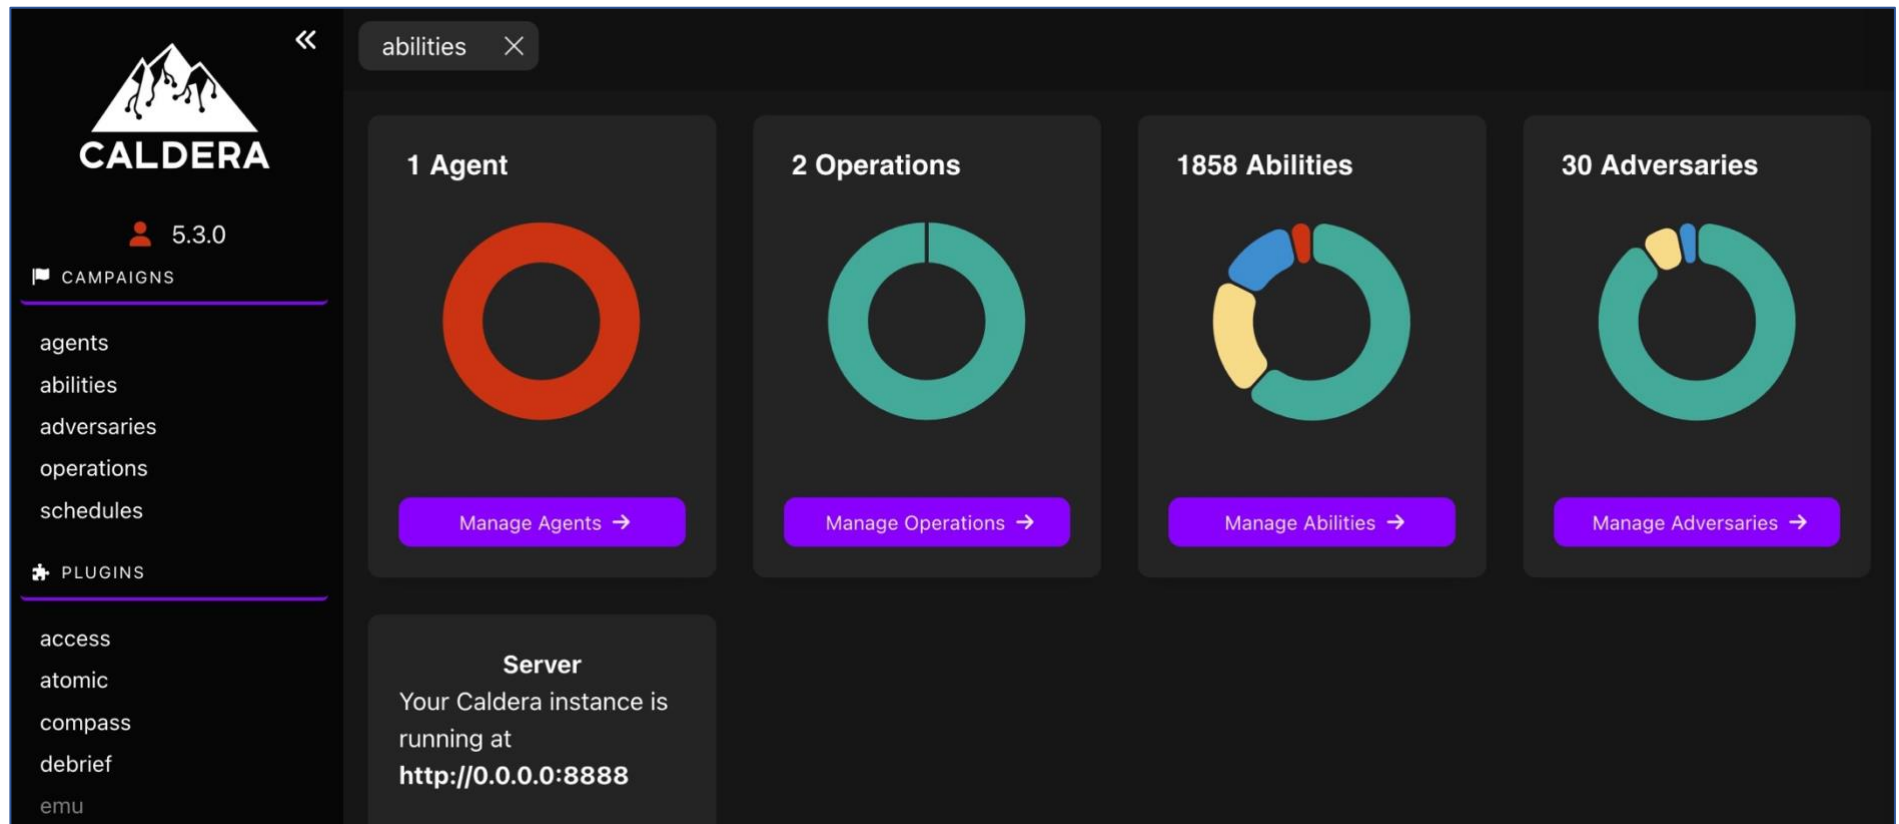 CALDERA
5.3.0
CAMPAIGNS
agents
abilities
adversaries
operations
schedules
PLUGINS
access
atomic
compass
debrief
emu
abilities
1 Agent
Manage Agents →
2 Operations
Manage Operations →
1858 Abilities
Manage Abilities →
30 Adversaries
Manage Adversaries →
Server
Your Caldera instance is
running at
http://0.0.0.0:8888